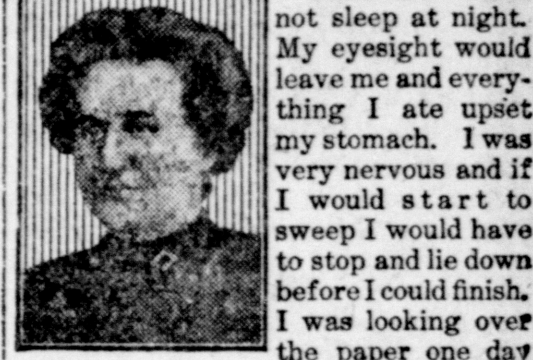 not sleep at night.
My eyesight would
leave me and every-
thing I ate upset
my stomach. I was
very nervous and if
I would start to
sweep I would have
to stop and lie down
before I could finish.
I was looking over
the paper one day